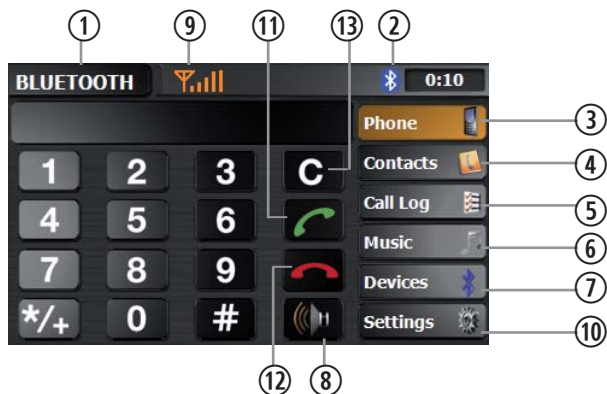 ① ⑨ ⑪ ⑬ ②
BLUETOOTH 0:10
Phone ③
Contacts ④
Call Log ⑤
Music ⑥
Devices ⑦
Settings ⑩
1 2 3 C
4 5 6
7 8 9
*/+ 0 #
⑫ ⑧